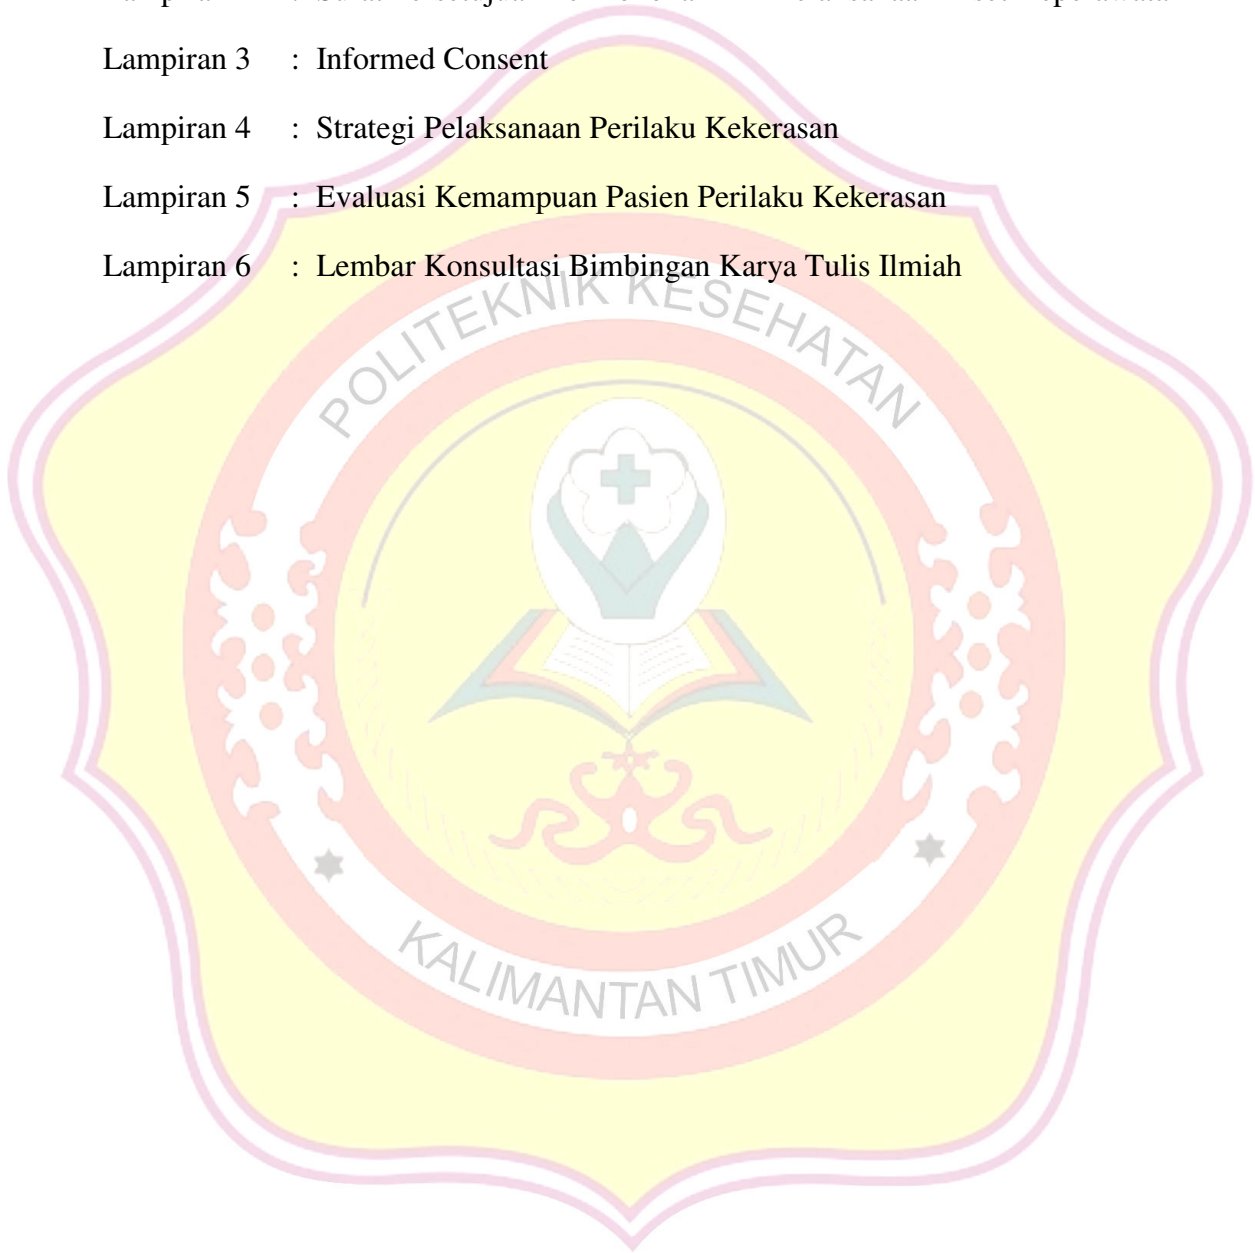 Lampiran 3 : Informed Consent
Lampiran 4 : Strategi Pelaksanaan Perilaku Kekerasan
Lampiran 5 : Evaluasi Kemampuan Pasien Perilaku Kekerasan
Lampiran 6 : Lembar Konsultasi Bimbingan Karya Tulis Ilmiah
POLITEKNIK KESEHATAN
KALIMANTAN TIMUR